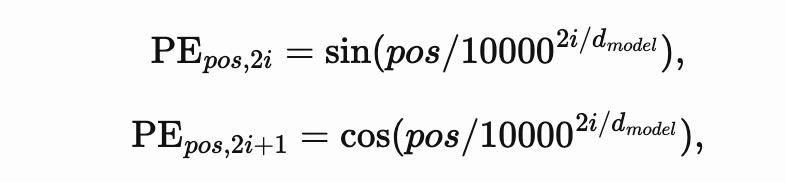 PE_{pos,2i} = sin(pos/10000^{2i/d_{model}}),
PE_{pos,2i+1} = cos(pos/10000^{2i/d_{model}}),